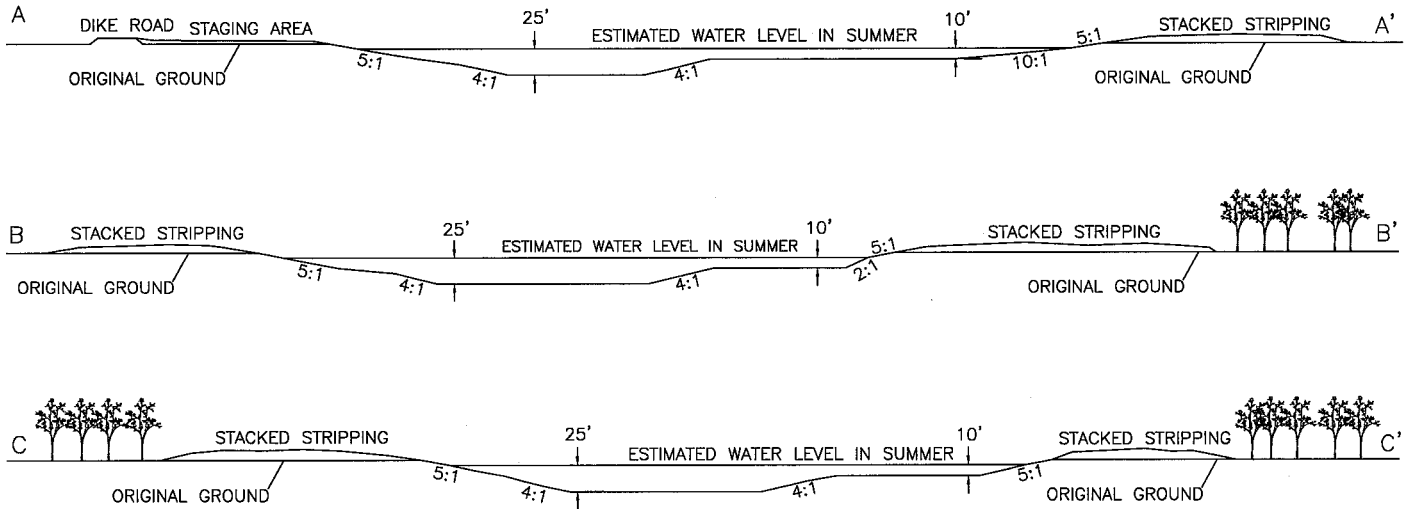 A
DIKE ROAD
STAGING AREA
25'
ESTIMATED WATER LEVEL IN SUMMER
10'
5:1
STACKED STRIPPING
A'
ORIGINAL GROUND
5:1
4:1
4:1
10:1
ORIGINAL GROUND
B
STACKED STRIPPING
25'
ESTIMATED WATER LEVEL IN SUMMER
10'
5:1
STACKED STRIPPING
B'
ORIGINAL GROUND
5:1
4:1
4:1
2:1
ORIGINAL GROUND
C
STACKED STRIPPING
25'
ESTIMATED WATER LEVEL IN SUMMER
10'
STACKED STRIPPING
C'
ORIGINAL GROUND
5:1
4:1
4:1
5:1
ORIGINAL GROUND